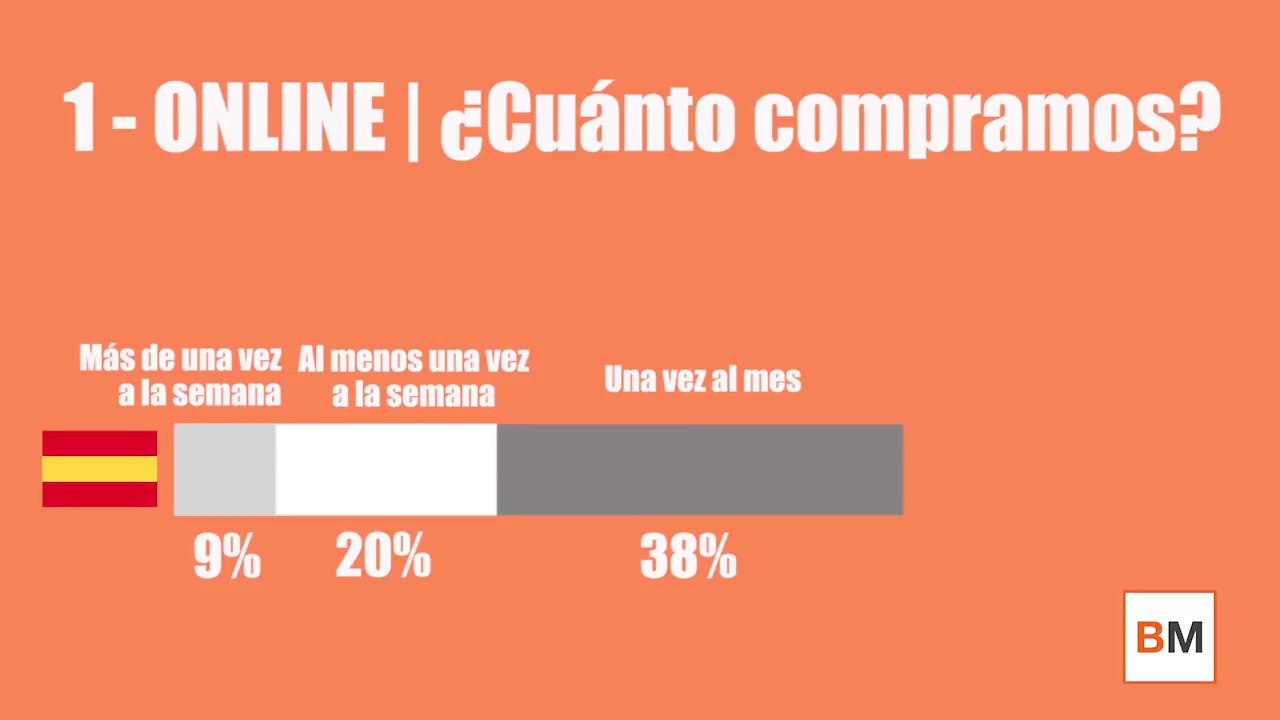 1 - ONLINE | ¿Cuánto compramos?
Más de una vez
a la semana
Al menos una vez
a la semana
Una vez al mes
9%
20%
38%
BM